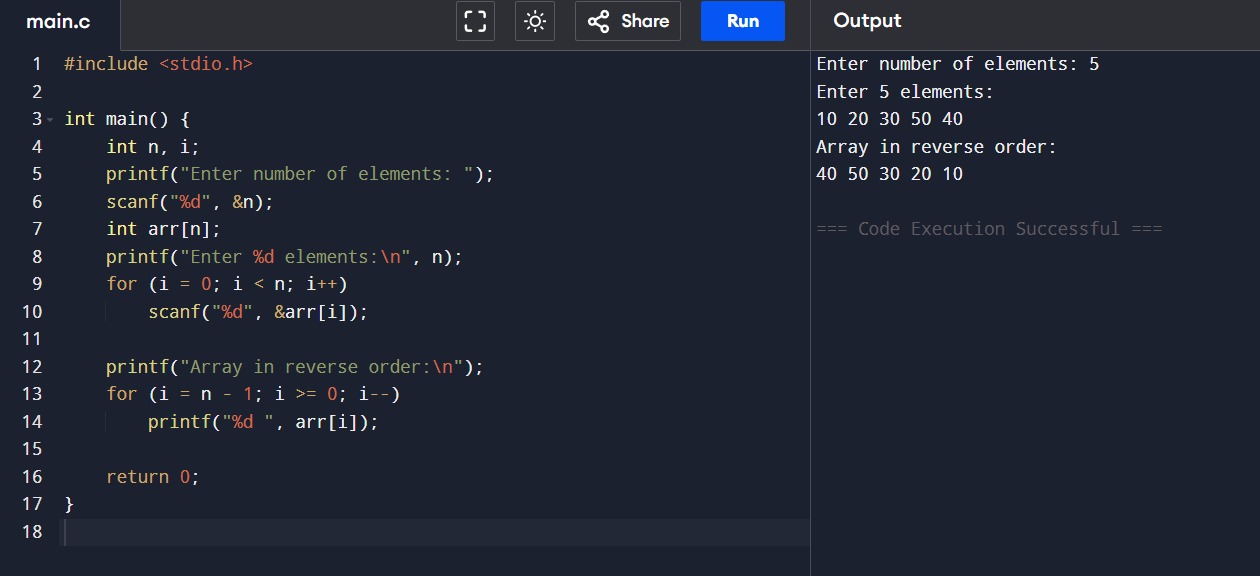 main.c
Share
Run
Output
1 #include <stdio.h>
2
3 int main() {
4     int n, i;
5     printf("Enter number of elements: ");
6     scanf("%d", &n);
7     int arr[n];
8     printf("Enter %d elements:\n", n);
9     for (i = 0; i < n; i++)
10         scanf("%d", &arr[i]);
11
12     printf("Array in reverse order:\n");
13     for (i = n - 1; i >= 0; i--)
14         printf("%d ", arr[i]);
15
16     return 0;
17 }
18
Enter number of elements: 5
Enter 5 elements:
10 20 30 50 40
Array in reverse order:
40 50 30 20 10
=== Code Execution Successful ===